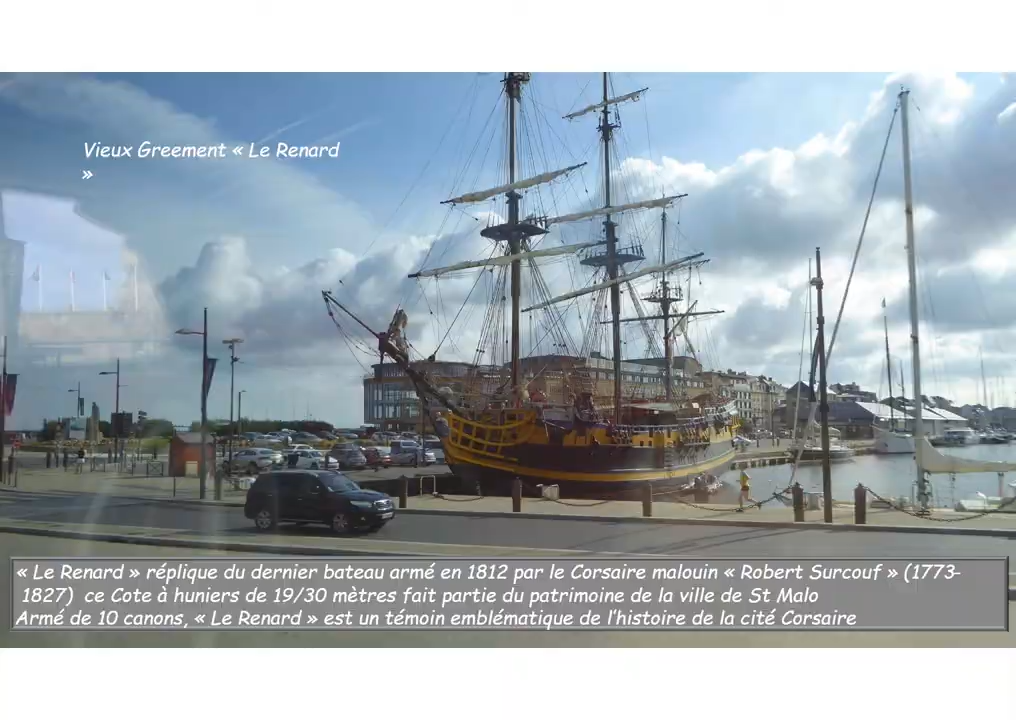 Vieux Greement « Le Renard
»
« Le Renard » réplique du dernier bateau armé en 1812 par le Corsaire malouin « Robert Surcouf » (1773-
1827)  ce Cote à huniers de 19/30 mètres fait partie du patrimoine de la ville de St Malo
Armé de 10 canons, « Le Renard » est un témoin emblématique de l'histoire de la cité Corsaire